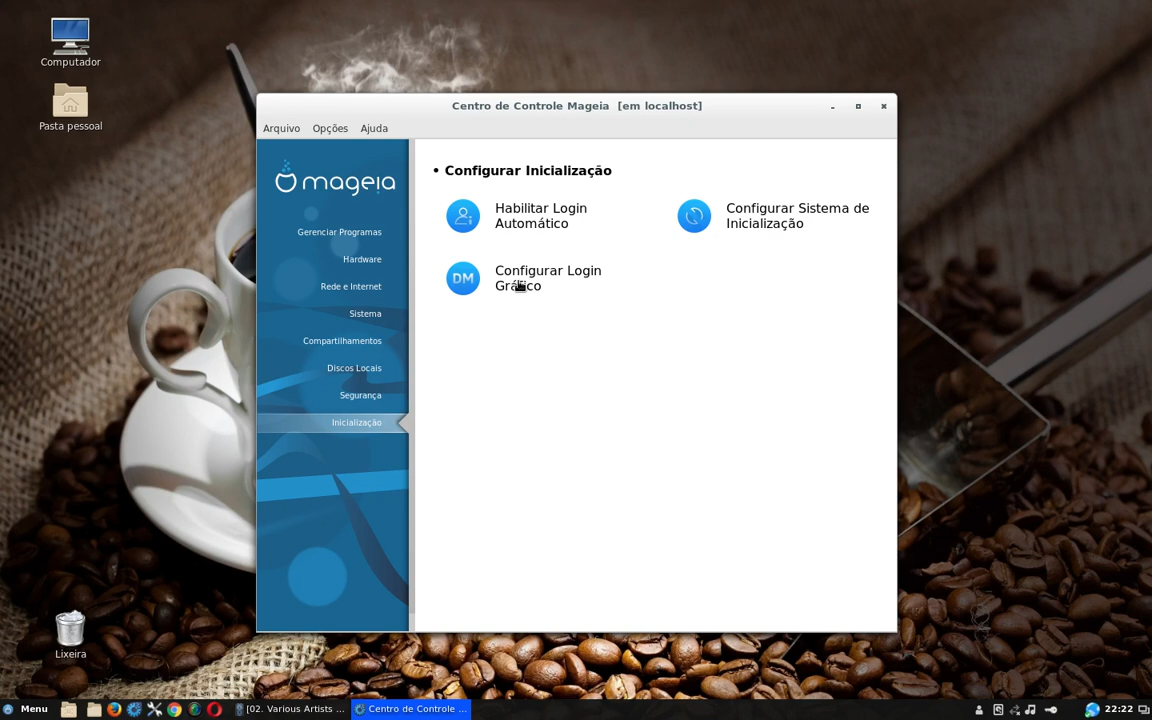 Computador
Pasta pessoal
Centro de Controle Mageia [em localhost]
Arquivo Opções Ajuda
mageia
Gerenciar Programas
Hardware
Rede e Internet
Sistema
Compartilhamentos
Discos Locais
Segurança
Inicialização
• Configurar Inicialização
Habilitar Login
Automático
Configurar Sistema de
Inicialização
DM
Configurar Login
Gráfico
Lixeira
Menu
[02. Various Artists ...
Centro de Controle ...
22:22